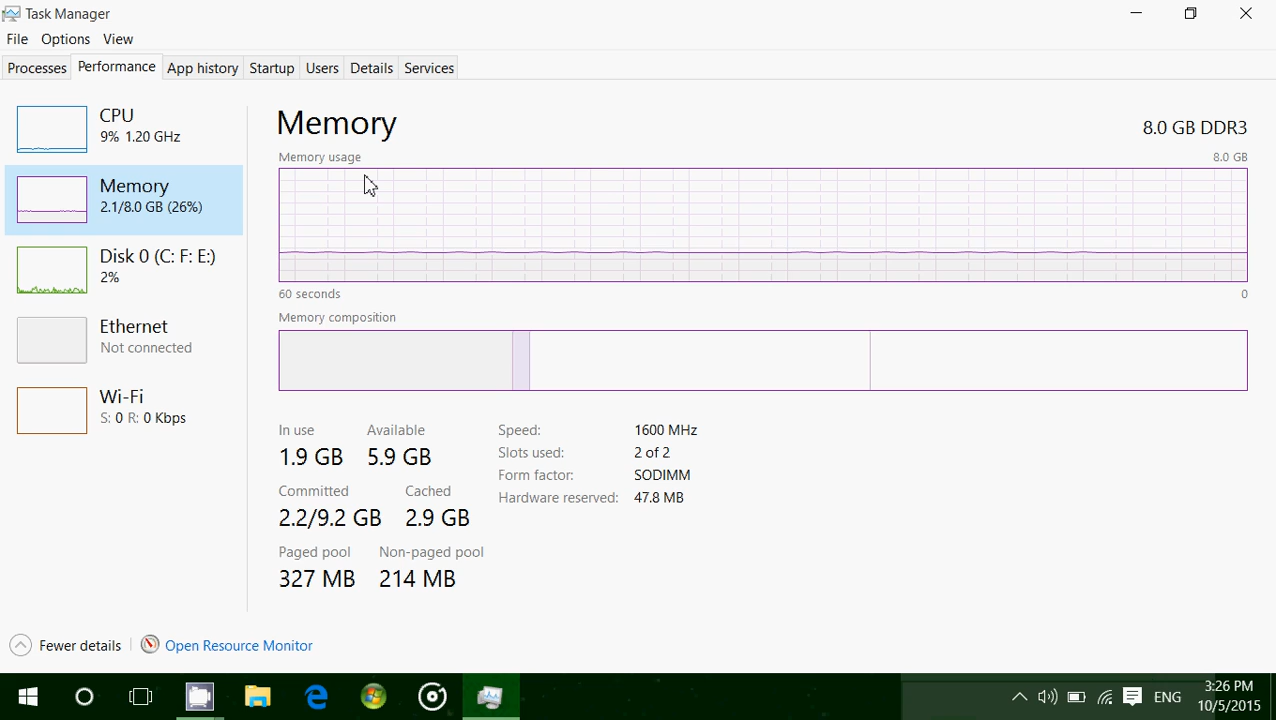 Task Manager
File Options View
Processes Performance App history Startup Users Details Services
CPU
9% 1.20 GHz
Memory
2.1/8.0 GB (26%)
Disk 0 (C: F: E:)
2%
Ethernet
Not connected
Wi-Fi
S: 0 R: 0 Kbps
Memory
8.0 GB DDR3
Memory usage
8.0 GB
60 seconds
0
Memory composition
In use
1.9 GB
Available
5.9 GB
Committed
2.2/9.2 GB
Cached
2.9 GB
Paged pool
327 MB
Non-paged pool
214 MB
Speed: 1600 MHz
Slots used: 2 of 2
Form factor: SODIMM
Hardware reserved: 47.8 MB
Fewer details
Open Resource Monitor
ENG
3:26 PM
10/5/2015